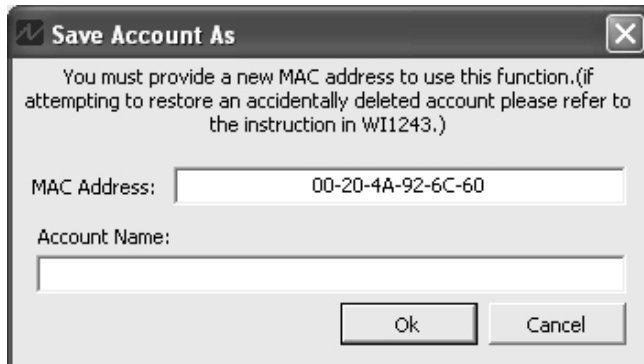 Save Account As
You must provide a new MAC address to use this function.(if
attempting to restore an accidentally deleted account please refer to
the instruction in WI1243.)
MAC Address: 00-20-4A-92-6C-60
Account Name:
Ok Cancel